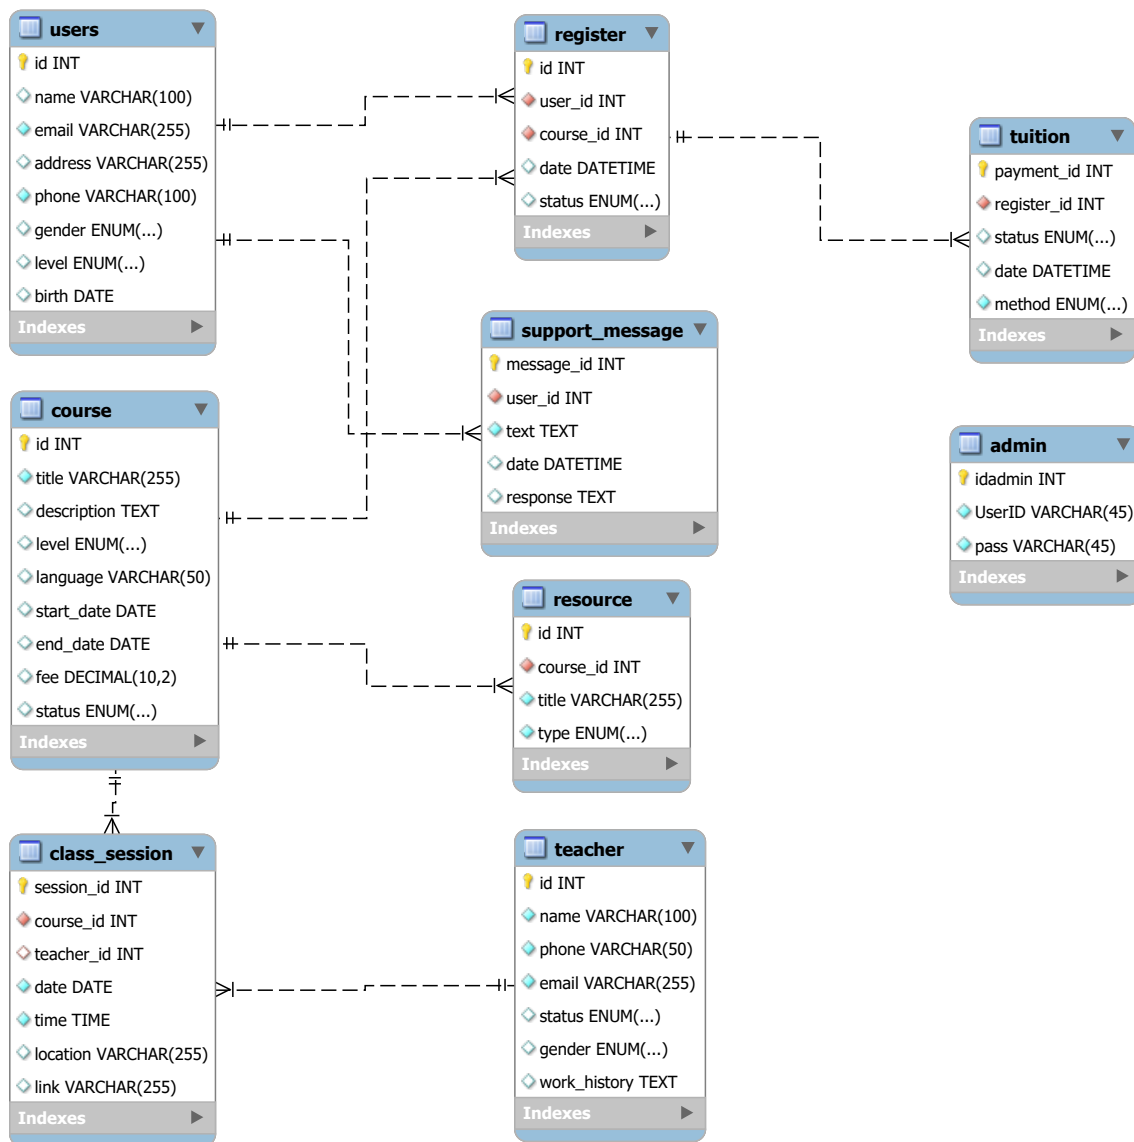 users
id INT
name VARCHAR(100)
email VARCHAR(255)
address VARCHAR(255)
phone VARCHAR(100)
gender ENUM(...)
level ENUM(...)
birth DATE
Indexes
register
id INT
user_id INT
course_id INT
date DATETIME
status ENUM(...)
Indexes
tuition
payment_id INT
register_id INT
status ENUM(...)
date DATETIME
method ENUM(...)
Indexes
support_message
message_id INT
user_id INT
text TEXT
date DATETIME
response TEXT
Indexes
course
id INT
title VARCHAR(255)
description TEXT
level ENUM(...)
language VARCHAR(50)
start_date DATE
end_date DATE
fee DECIMAL(10,2)
status ENUM(...)
Indexes
admin
idadmin INT
UserID VARCHAR(45)
pass VARCHAR(45)
Indexes
resource
id INT
course_id INT
title VARCHAR(255)
type ENUM(...)
Indexes
class_session
session_id INT
course_id INT
teacher_id INT
date DATE
time TIME
location VARCHAR(255)
link VARCHAR(255)
Indexes
teacher
id INT
name VARCHAR(100)
phone VARCHAR(50)
email VARCHAR(255)
status ENUM(...)
gender ENUM(...)
work_history TEXT
Indexes